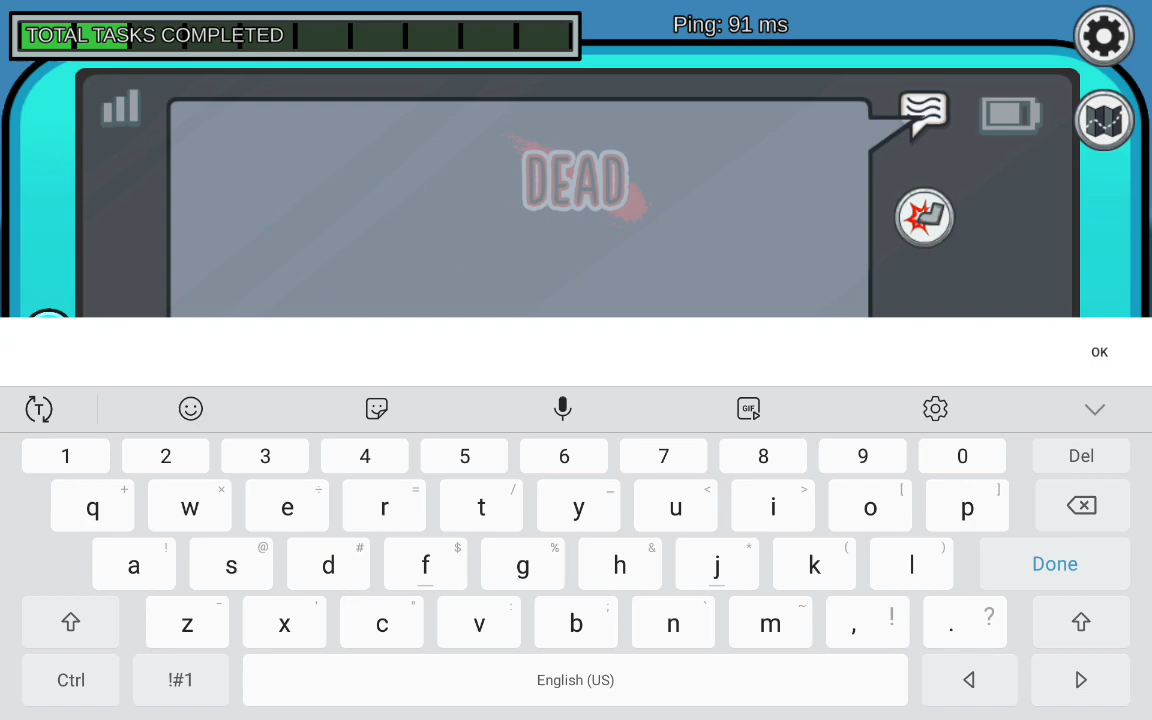 TOTAL TASKS COMPLETED
Ping: 91 ms
DEAD
OK
T
GIF
1 2 3 4 5 6 7 8 9 0 Del
+ × ÷ = / _ < > [ ]
q w e r t y u i o p
! @ # $ % & * ( )
a s d f g h j k l Done
- ' " : ; ` ~ ! ?
z x c v b n m , .
Ctrl !#1 English (US)